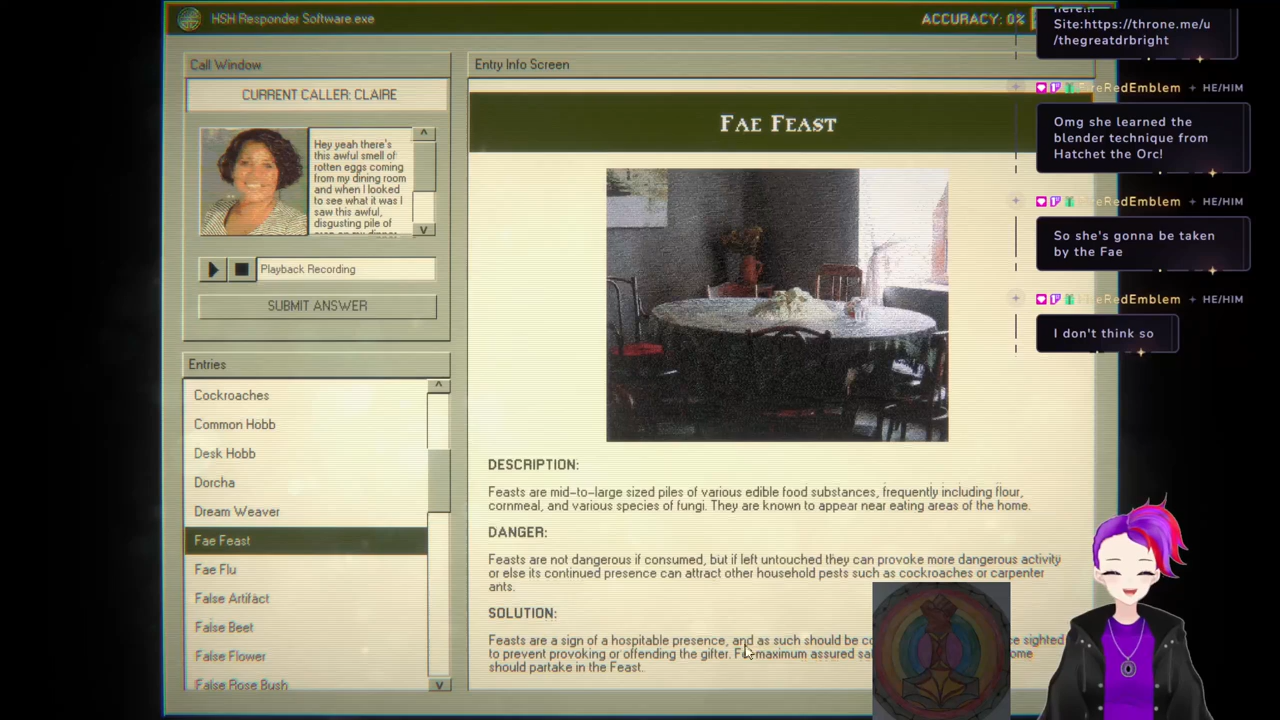 HSH Responder Software.exe
ACCURACY: 0%
Call Window
CURRENT CALLER: CLAIRE
Hey yeah there's
this awful smell of
rotten eggs coming
from my dining room
and when I looked
to see what it was I
saw this awful,
disgusting pile of
Playback Recording
SUBMIT ANSWER
Entries
Cockroaches
Common Hobb
Desk Hobb
Dorcha
Dream Weaver
Fae Feast
Fae Flu
False Artifact
False Beet
False Flower
False Rose Bush
Entry Info Screen
Fae Feast
DESCRIPTION:
Feasts are mid-to-large sized piles of various edible food substances, frequently including flour,
cornmeal, and various species of fungi. They are known to appear near eating areas of the home.
DANGER:
Feasts are not dangerous if consumed, but if left untouched they can provoke more dangerous activity
or else its continued presence can attract other household pests such as cockroaches or carpenter
ants.
SOLUTION:
Feasts are a sign of a hospitable presence, and as such should be sighted
to prevent provoking or offending the gifter. maximum assured
should partake in the Feast.
here...
Site:https://throne.me/u
/thegreatdrbright
FireRedEmblem + HE/HIM
Omg she learned the
blender technique from
Hatchet the Orc!
FireRedEmblem + HE/HIM
So she's gonna be taken
by the Fae
FireRedEmblem + HE/HIM
I don't think so